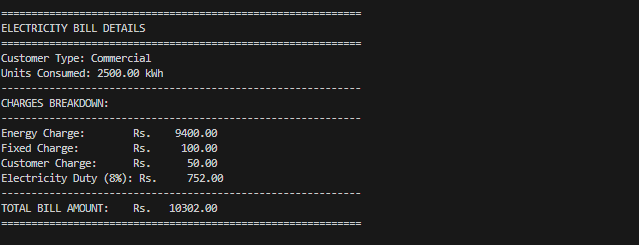 ============================================================
ELECTRICITY BILL DETAILS
============================================================
Customer Type: Commercial
Units Consumed: 2500.00 kWh
------------------------------------------------------------
CHARGES BREAKDOWN:
------------------------------------------------------------
Energy Charge:        Rs.    9400.00
Fixed Charge:         Rs.     100.00
Customer Charge:      Rs.      50.00
Electricity Duty (8%): Rs.     752.00
------------------------------------------------------------
TOTAL BILL AMOUNT:    Rs.   10302.00
============================================================